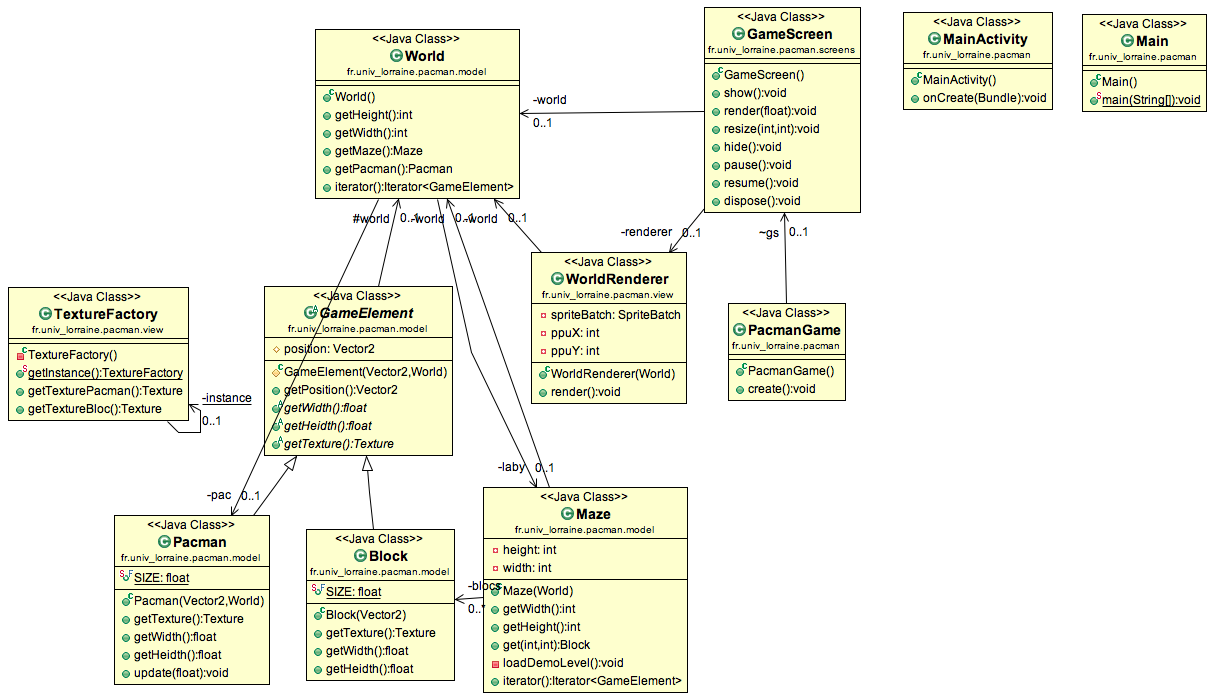 <<Java Class>>
World
fr.univ_lorraine.pacman.model
World()
getHeight():int
getWidth():int
getMaze():Maze
getPacman():Pacman
iterator():Iterator<GameElement>
<<Java Class>>
GameScreen
fr.univ_lorraine.pacman.screens
GameScreen()
show():void
render(float):void
resize(int,int):void
hide():void
pause():void
resume():void
dispose():void
<<Java Class>>
MainActivity
fr.univ_lorraine.pacman
MainActivity()
onCreate(Bundle):void
<<Java Class>>
Main
fr.univ_lorraine.pacman
Main()
main(String[]):void
-world
0..1
#world
0..1
-world
0..1
-world
0..1
-renderer
0..1
~gs
0..1
<<Java Class>>
TextureFactory
fr.univ_lorraine.pacman.view
TextureFactory()
getInstance():TextureFactory
getTexturePacman():Texture
getTextureBloc():Texture
-instance
0..1
<<Java Class>>
GameElement
fr.univ_lorraine.pacman.model
position: Vector2
GameElement(Vector2,World)
getPosition():Vector2
getWidth():float
getHeidth():float
getTexture():Texture
<<Java Class>>
WorldRenderer
fr.univ_lorraine.pacman.view
spriteBatch: SpriteBatch
ppuX: int
ppuY: int
WorldRenderer(World)
render():void
<<Java Class>>
PacmanGame
fr.univ_lorraine.pacman
PacmanGame()
create():void
-pac
0..1
-laby
0..1
<<Java Class>>
Pacman
fr.univ_lorraine.pacman.model
SIZE: float
Pacman(Vector2,World)
getTexture():Texture
getWidth():float
getHeidth():float
update(float):void
<<Java Class>>
Block
fr.univ_lorraine.pacman.model
SIZE: float
Block(Vector2)
getTexture():Texture
getWidth():float
getHeidth():float
-blocs
0..*
<<Java Class>>
Maze
fr.univ_lorraine.pacman.model
height: int
width: int
Maze(World)
getWidth():int
getHeight():int
get(int,int):Block
loadDemoLevel():void
iterator():Iterator<GameElement>